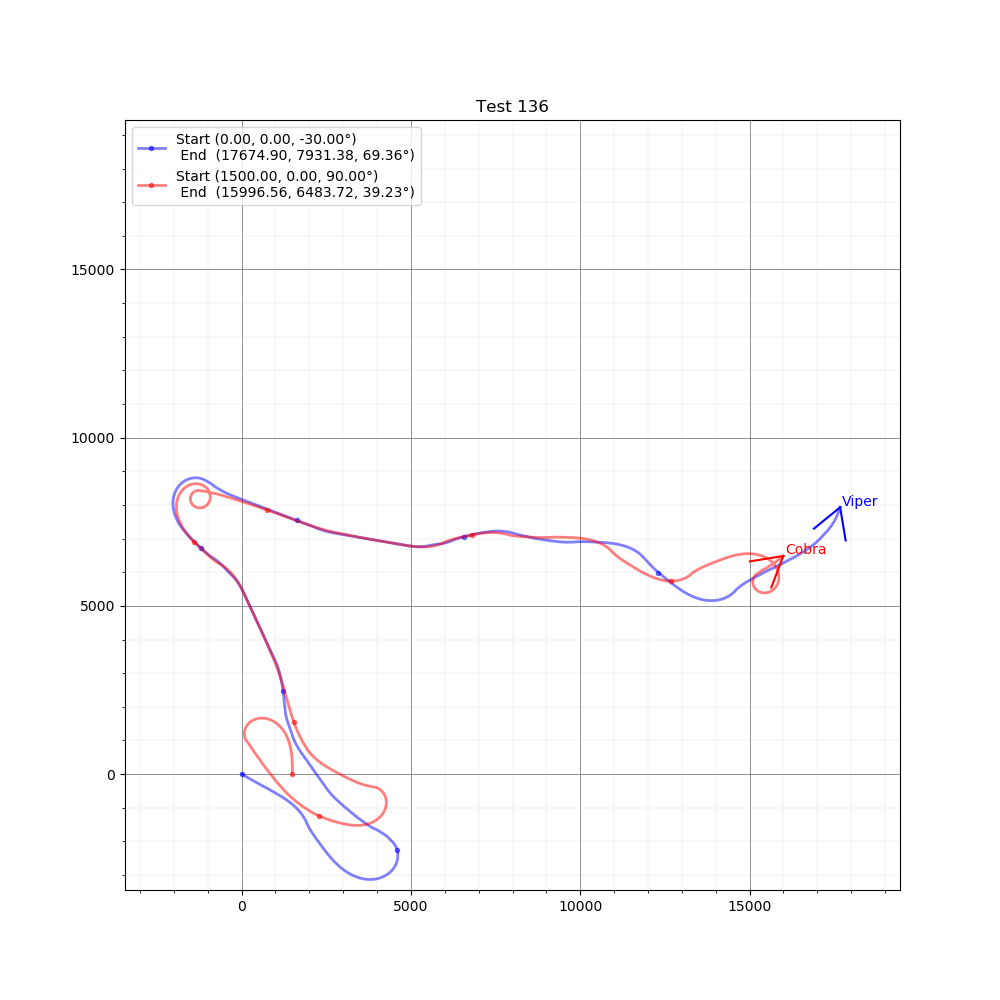 Test 136
Start (0.00, 0.00, -30.00°)
End  (17674.90, 7931.38, 69.36°)
Start (1500.00, 0.00, 90.00°)
End  (15996.56, 6483.72, 39.23°)
15000
10000
5000
0
Viper
Cobra
0
5000
10000
15000